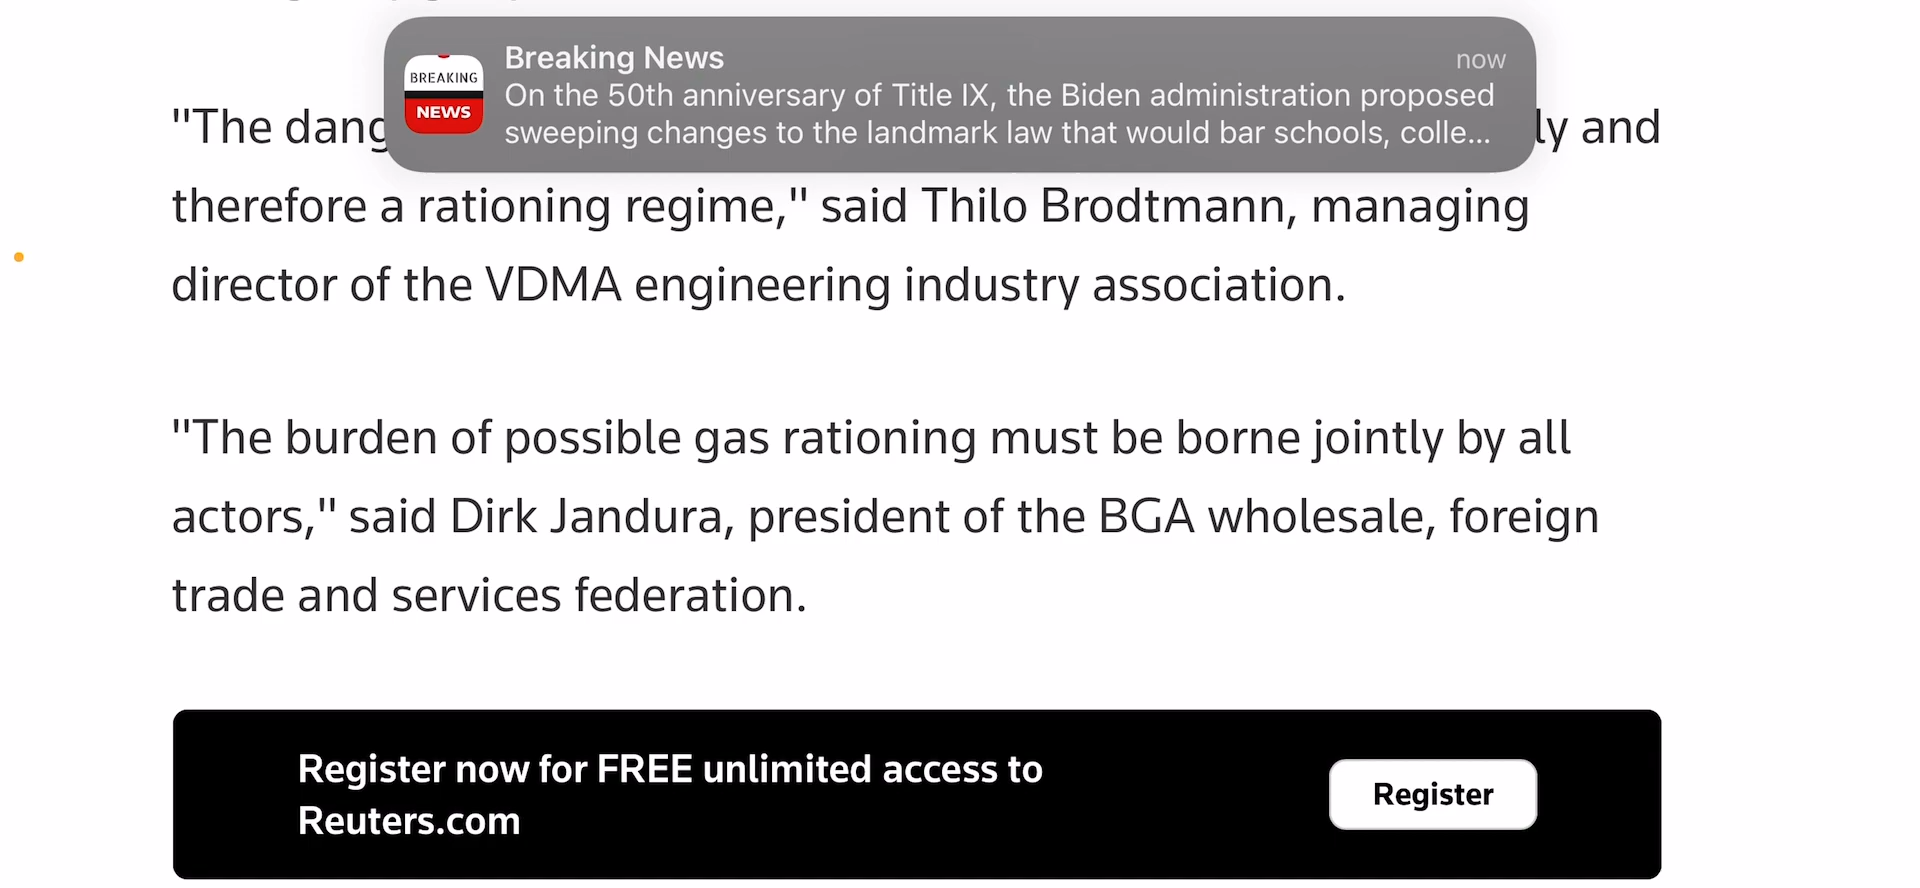 BREAKING
NEWS
Breaking News
now
On the 50th anniversary of Title IX, the Biden administration proposed
sweeping changes to the landmark law that would bar schools, colle...
"The dang
ly and
therefore a rationing regime," said Thilo Brodtmann, managing
director of the VDMA engineering industry association.
"The burden of possible gas rationing must be borne jointly by all
actors," said Dirk Jandura, president of the BGA wholesale, foreign
trade and services federation.
Register now for FREE unlimited access to
Reuters.com
Register